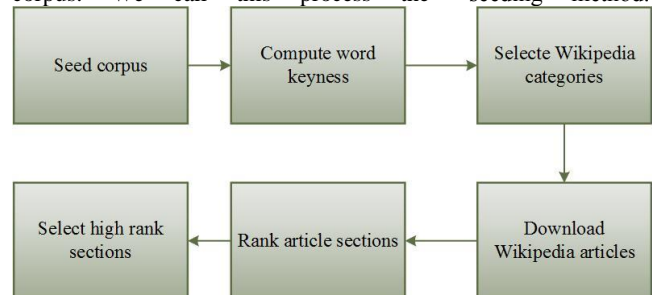 corpus. We call this process the "seeding method."
Seed corpus
Compute word
keyness
Selecte Wikipedia
categories
Download
Wikipedia articles
Rank article sections
Select high rank
sections